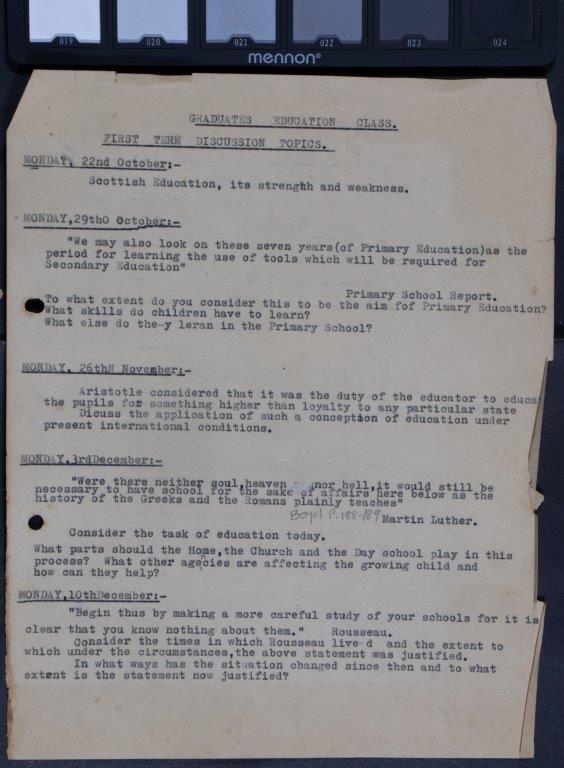 019 020 021 022 023 024
mennon®
GRADUATES EDUCATION CLASS.
FIRST TERM DISCUSSION TOPICS.
MONDAY, 22nd October:-
Scottish Education, its strength and weakness.
MONDAY,29thO October:-
"We may also look on these seven years(of Primary Education)as the
period for learning the use of tools which will be required for
Secondary Education"
Primary School Report.
To what extent do you consider this to be the aim fof Primary Education?
What skills do children have to learn?
What else do the-y leran in the Primary School?
MONDAY, 26thN November:-
Aristotle considered that it was the duty of the educator to educa
the pupils for something higher than loyalty to any particular state
Dicuss the application of such a conception of education under
present international conditions.
MONDAY,3rdDecember:-
"Were there neither soul,heaven nor hell,it would still be
necessary to have school for the sake of affairs here below as the
history of the Greeks and the Romans plainly teaches"
Boyd P.188-189 Martin Luther.
Consider the task of education today.
What parts should the Home,the Church and the Day school play in this
process? What other agecies are affecting the growing child and
how can they help?
MONDAY,10thDecember:-
"Begin thus by making a more careful study of your schools for it is
clear that you know nothing about them." Rousseau.
Consider the times in which Rousseau live-d and the extent to
which under the circumstances,the above statement was justified.
In what ways has the situation changed since then and to what
extent is the statement now justified?